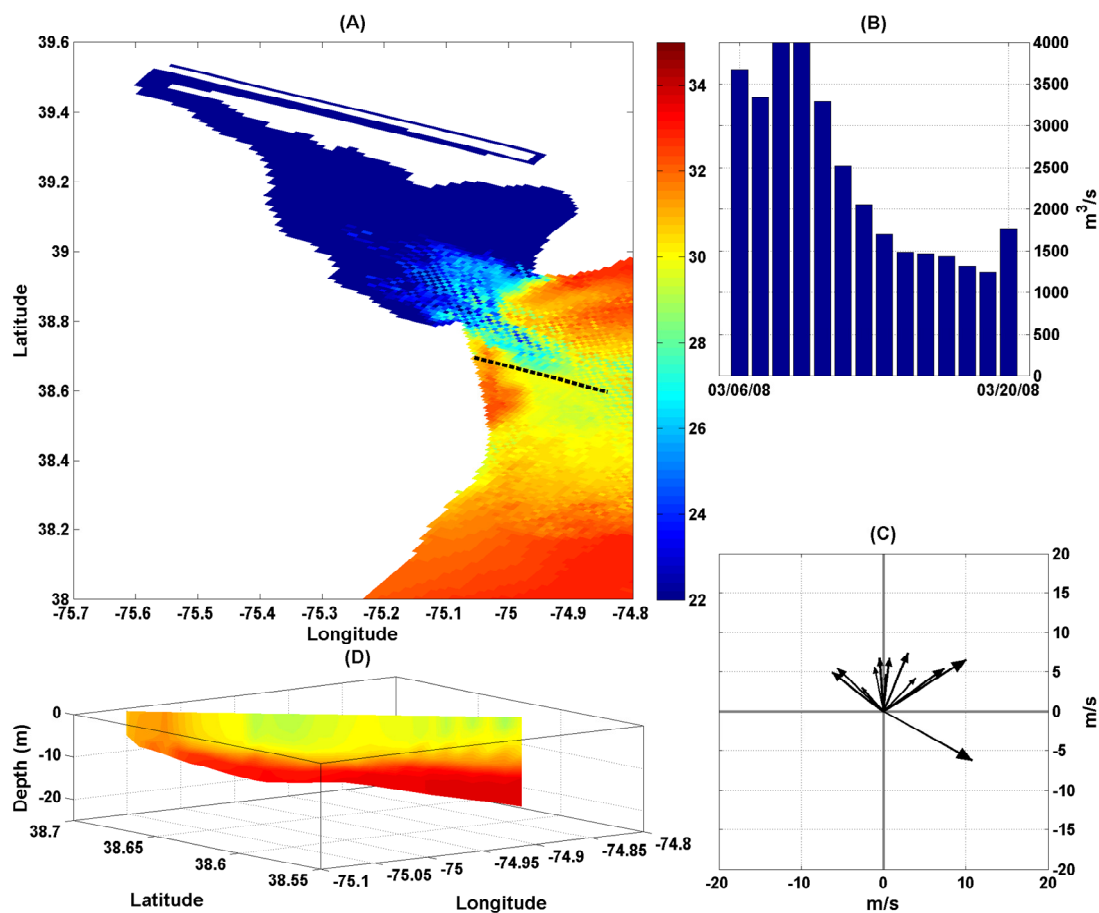 (A)
39.6
39.4
39.2
39
38.8
38.6
38.4
38.2
38
Latitude
-75.7 -75.6 -75.5 -75.4 -75.3 -75.2 -75.1 -75 -74.9 -74.8
Longitude
34
32
30
28
26
24
22
(B)
4000
3500
3000
2500
2000
1500
1000
500
0
m³/s
03/06/08 03/20/08
(C)
20
15
10
5
0
-5
-10
-15
-20
m/s
-20 -10 0 10 20
m/s
(D)
0
-10
-20
Depth (m)
38.7
38.65
38.6
38.55
Latitude
-75.1 -75.05 -75 -74.95 -74.9 -74.85 -74.8
Longitude